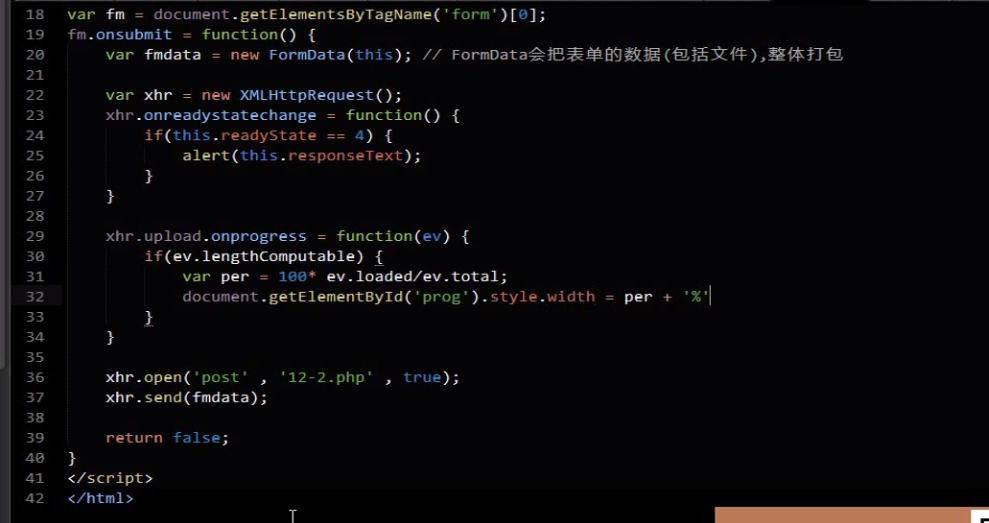 18 var fm = document.getElementsByTagName('form')[0];
19 fm.onsubmit = function() {
20     var fmdata = new FormData(this); // FormData会把表单的数据(包括文件),整体打包
21
22     var xhr = new XMLHttpRequest();
23     xhr.onreadystatechange = function() {
24         if(this.readyState == 4) {
25             alert(this.responseText);
26         }
27     }
28
29     xhr.upload.onprogress = function(ev) {
30         if(ev.lengthComputable) {
31             var per = 100* ev.loaded/ev.total;
32             document.getElementById('prog').style.width = per + '%'
33         }
34     }
35
36     xhr.open('post' , '12-2.php' , true);
37     xhr.send(fmdata);
38
39     return false;
40 }
41 </script>
42 </html>